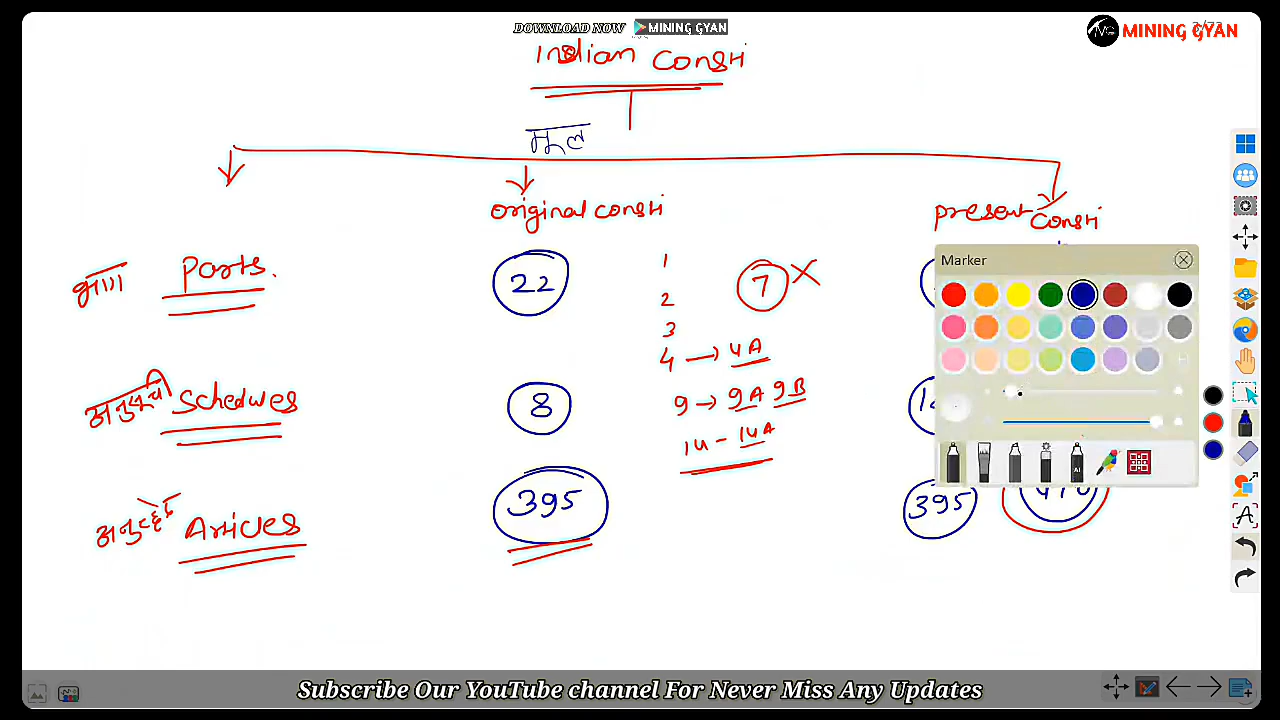 DOWNLOAD NOW MINING GYAN
MINING GYAN
Indian Consti
मूल
original consti
present Consti
भाग Parts.
22
1
2
3
4 → 4A
9 → 9A 9B
14 - 14A
7 X
Marker
अनुसूची Schedules
8
अनुच्छेद Articles
395
395
Subscribe Our YouTube channel For Never Miss Any Updates